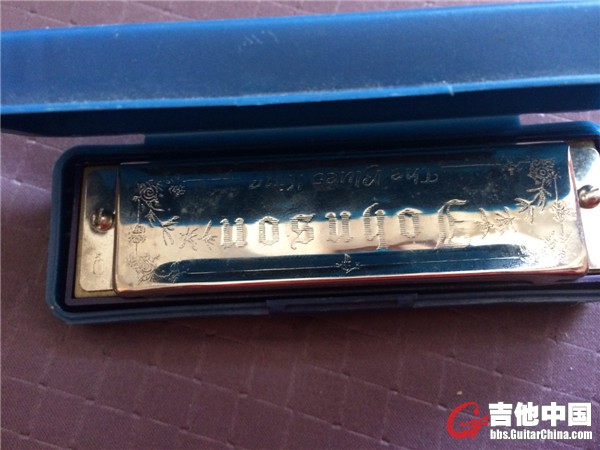 The Blues King
Johnson
C
吉他中国
bbs.GuitarChina.com